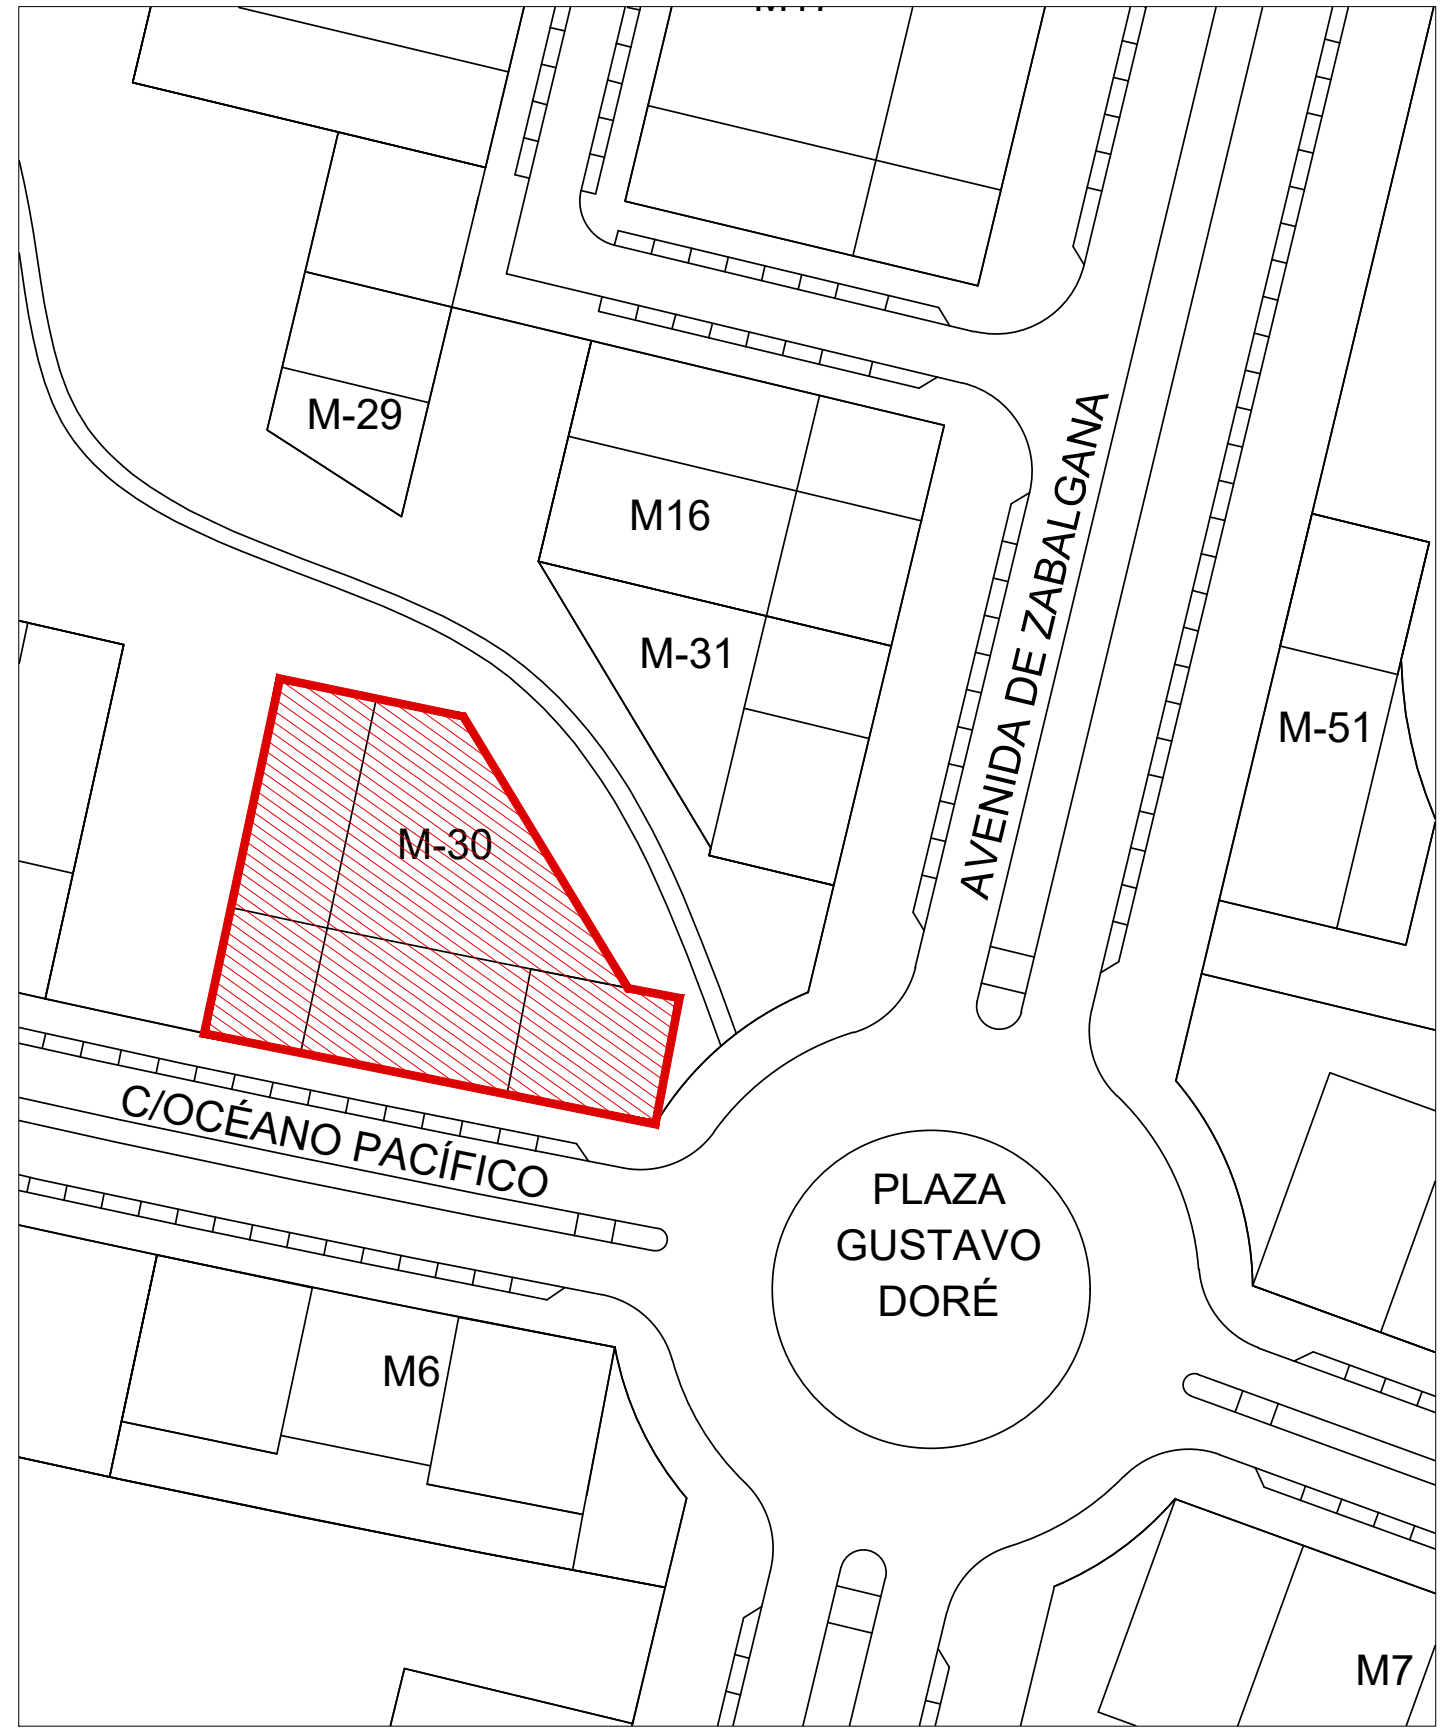 M-29
M16
M-31
AVENIDA DE ZABALGANA
M-51
M-30
C/OCÉANO PACÍFICO
PLAZA
GUSTAVO
DORÉ
M6
M7